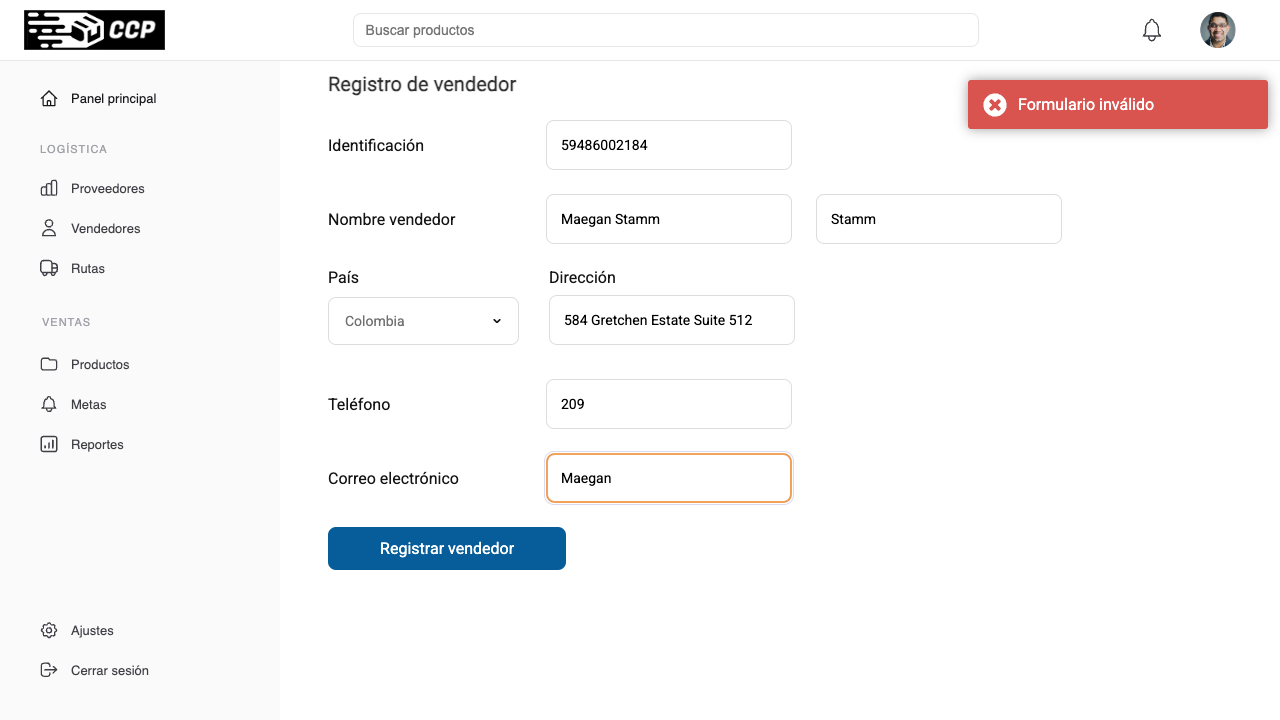 CCP
Buscar productos
Panel principal
LOGÍSTICA
Proveedores
Vendedores
Rutas
VENTAS
Productos
Metas
Reportes
Ajustes
Cerrar sesión
Registro de vendedor
Formulario inválido
Identificación
59486002184
Nombre vendedor
Maegan Stamm
Stamm
País
Dirección
Colombia
584 Gretchen Estate Suite 512
Teléfono
209
Correo electrónico
Maegan
Registrar vendedor